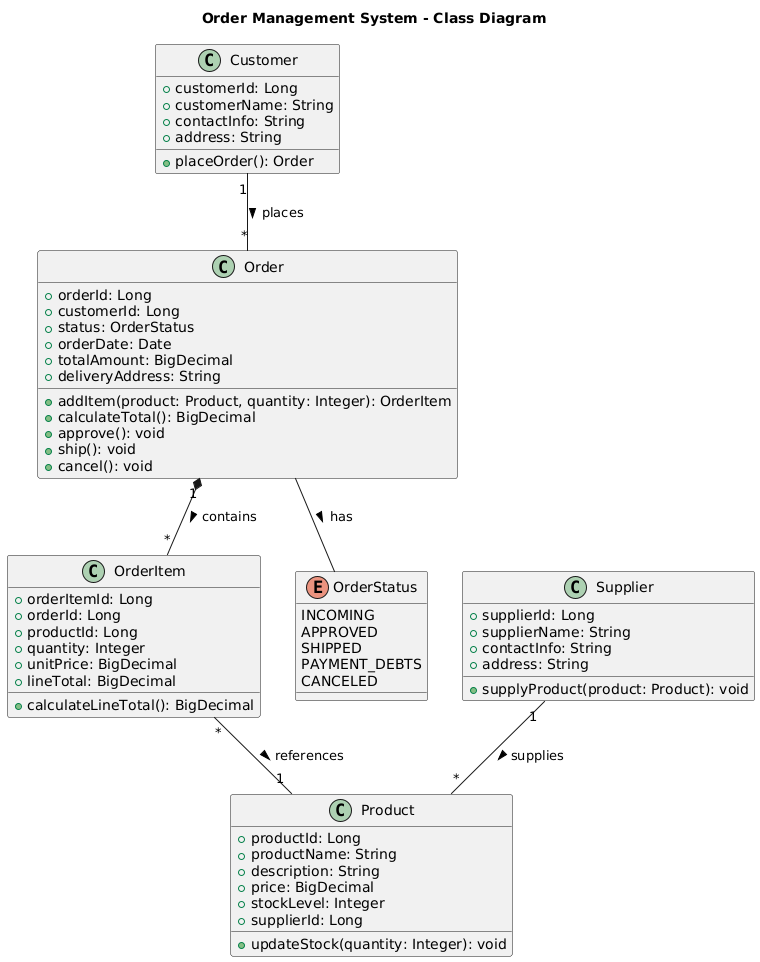 Order Management System - Class Diagram
C Customer
customerId: Long
customerName: String
contactInfo: String
address: String
placeOrder(): Order
1
places
*
C Order
orderId: Long
customerId: Long
status: OrderStatus
orderDate: Date
totalAmount: BigDecimal
deliveryAddress: String
addItem(product: Product, quantity: Integer): OrderItem
calculateTotal(): BigDecimal
approve(): void
ship(): void
cancel(): void
1
contains
*
has
C OrderItem
orderItemId: Long
orderId: Long
productId: Long
quantity: Integer
unitPrice: BigDecimal
lineTotal: BigDecimal
calculateLineTotal(): BigDecimal
E OrderStatus
INCOMING
APPROVED
SHIPPED
PAYMENT_DEBTS
CANCELED
C Supplier
supplierId: Long
supplierName: String
contactInfo: String
address: String
supplyProduct(product: Product): void
*
references
1
1
supplies
*
C Product
productId: Long
productName: String
description: String
price: BigDecimal
stockLevel: Integer
supplierId: Long
updateStock(quantity: Integer): void